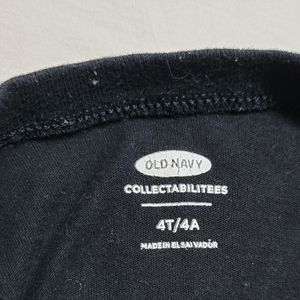 OLD NAVY
COLLECTABILITEES
4T/4A
MADE IN EL SALVADOR